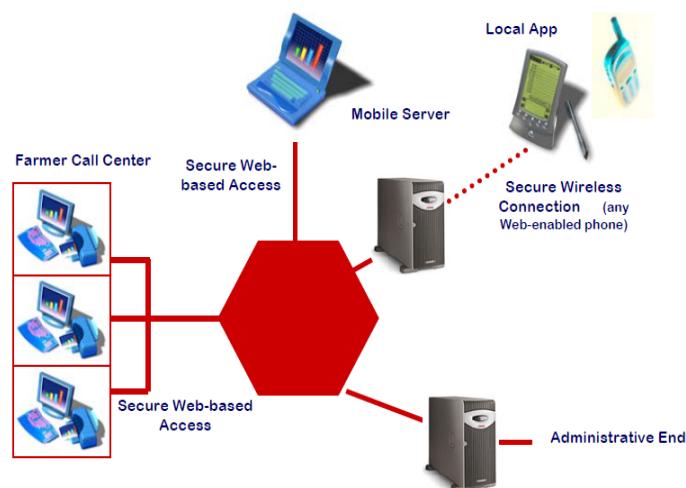 Local App
Mobile Server
Farmer Call Center
Secure Web-
based Access
Secure Wireless
Connection (any
Web-enabled phone)
Secure Web-based
Access
Administrative End